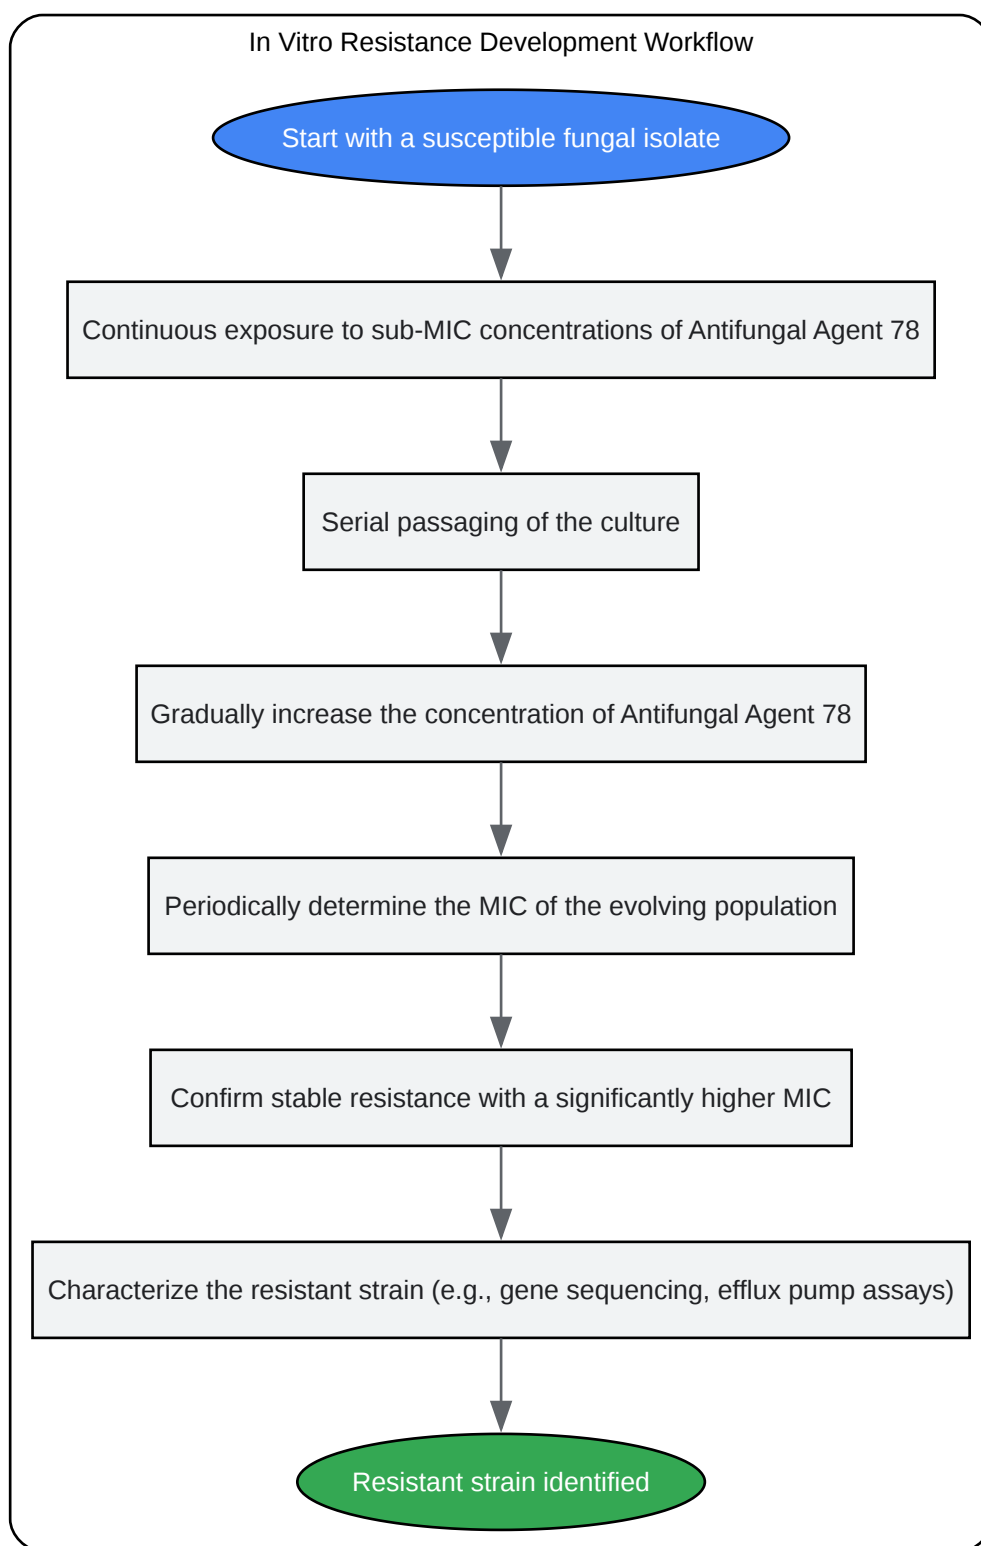 In Vitro Resistance Development Workflow
Start with a susceptible fungal isolate
Continuous exposure to sub-MIC concentrations of Antifungal Agent 78
Serial passaging of the culture
Gradually increase the concentration of Antifungal Agent 78
Periodically determine the MIC of the evolving population
Confirm stable resistance with a significantly higher MIC
Characterize the resistant strain (e.g., gene sequencing, efflux pump assays)
Resistant strain identified